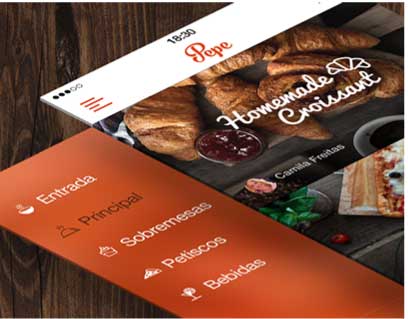 18:30
Pepe
Homemade
Croissant
Camila Freitas
Entrada
Principal
Sobremesas
Petiscos
Bebidas